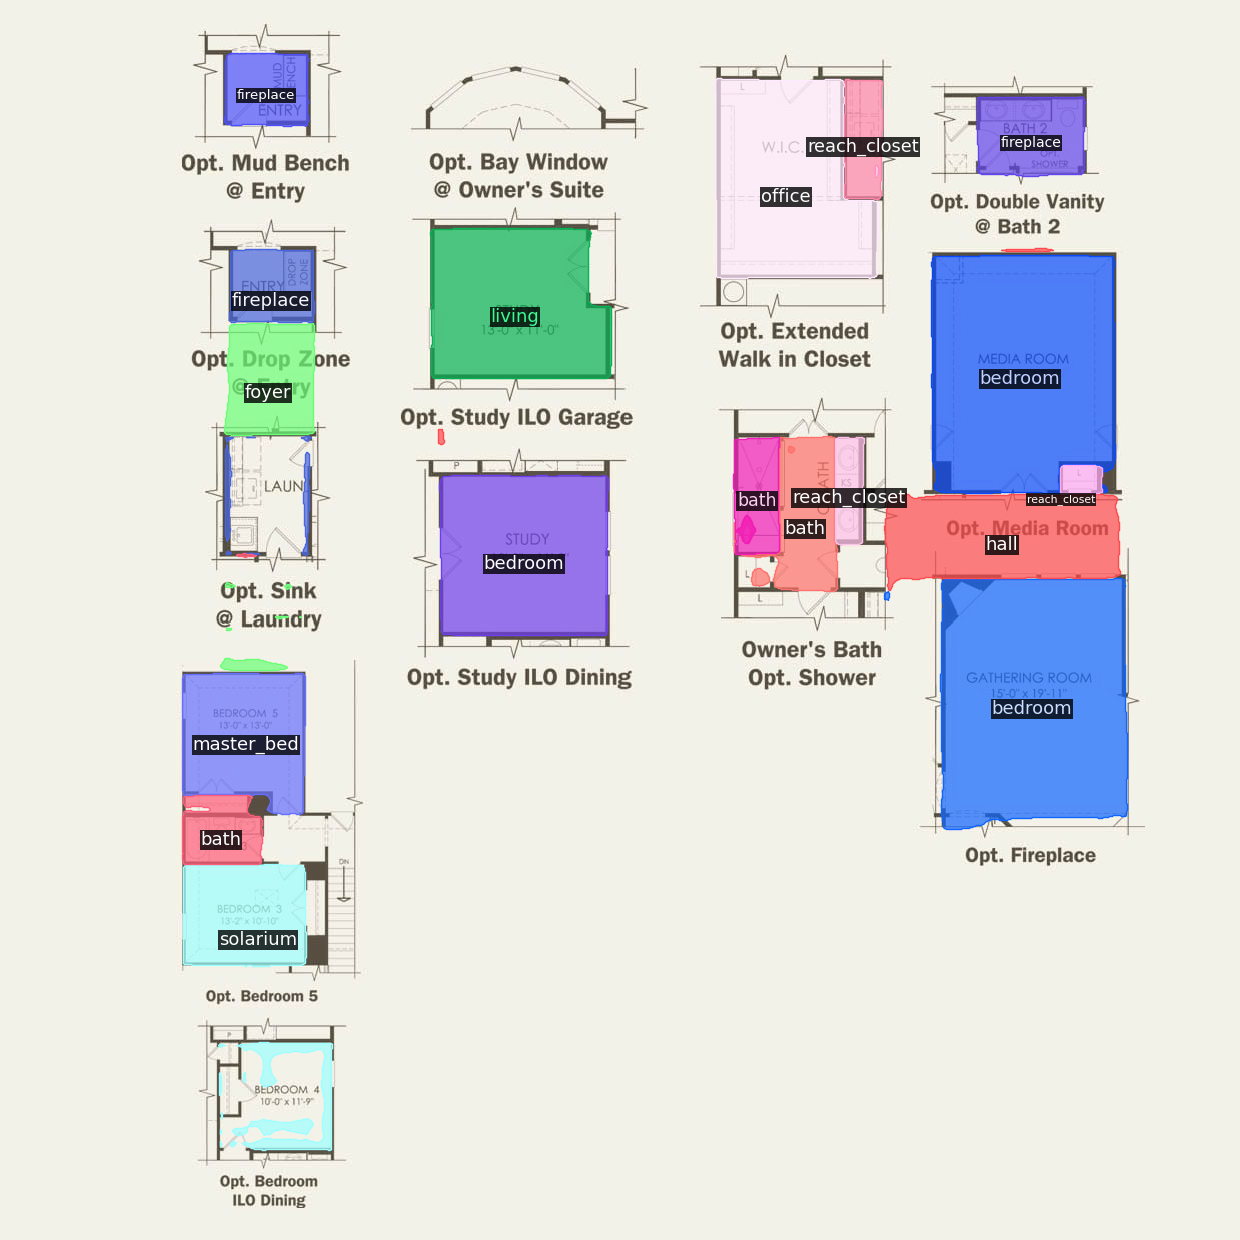 MUD
BENCH
fireplace
ENTRY
Opt. Mud Bench
@ Entry
Opt. Bay Window
@ Owner's Suite
L
W.I.C.
reach_closet
office
Opt. Extended
Walk in Closet
BATH 2
fireplace
OPT.
SHOWER
Opt. Double Vanity
@ Bath 2
ENTRY
DROP
ZONE
fireplace
Opt. Drop Zone
@ Entry
foyer
living
13'-0" x 11'-0"
Opt. Study ILO Garage
MEDIA ROOM
bedroom
L
reach_closet
Opt. Media Room
hall
LAUN
Opt. Sink
@ Laundry
P
STUDY
bedroom
Opt. Study ILO Dining
BATH
KS
bath
reach_closet
bath
L
L
Owner's Bath
Opt. Shower
GATHERING ROOM
15'-0" x 19'-11"
bedroom
Opt. Fireplace
BEDROOM 5
13'-0" x 13'-0"
master_bed
bath
DN
BEDROOM 3
13'-2" x 10'-10"
solarium
Opt. Bedroom 5
P
BEDROOM 4
10'-0" x 11'-9"
Opt. Bedroom
ILO Dining